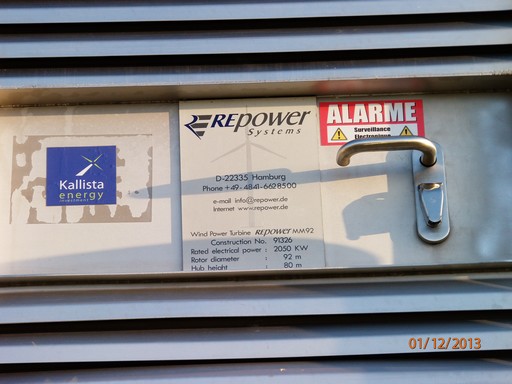 Kallista
energy
REpower
Systems
D-22335 Hamburg
Phone +49-4841-6628500
e-mail info@repower.de
Internet www.repower.de
Wind Power Turbine REpower MM92
Construction No. 91326
Rated electrical power : 2050 KW
Rotor diameter : 92 m
Hub height : 80 m
ALARME
Surveillance
Electronique
01/12/2013